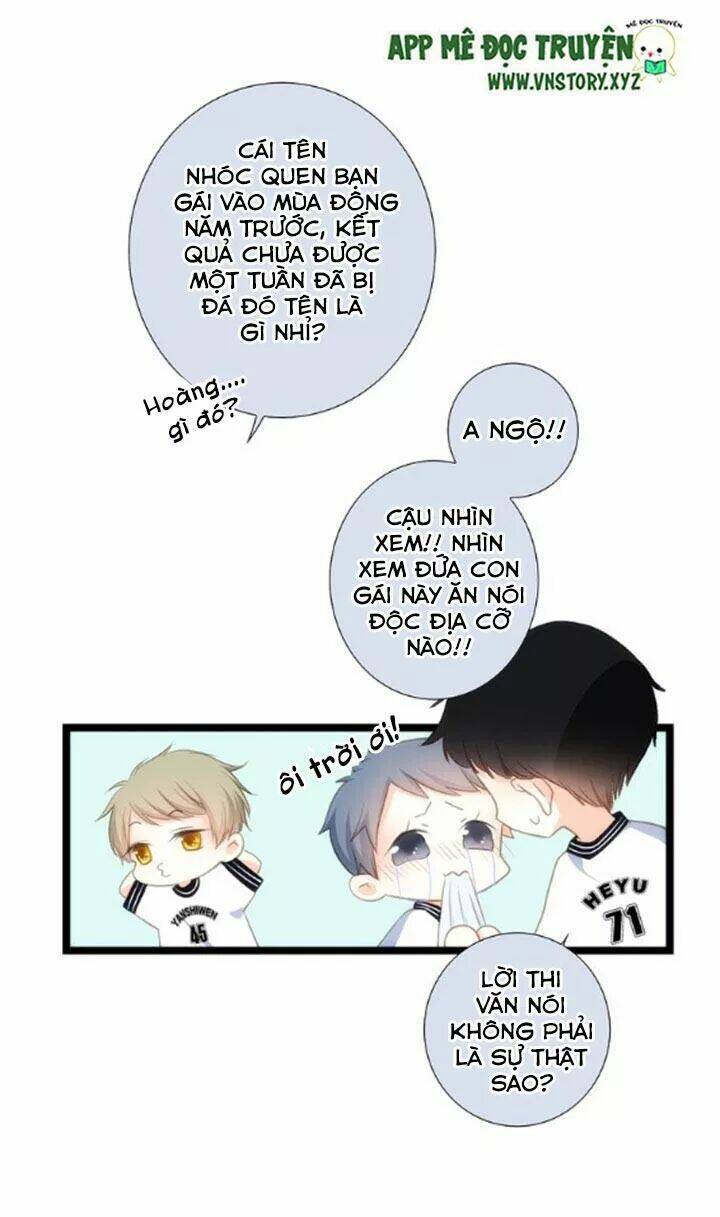 MÊ ĐỌC TRUYỆN
APP MÊ ĐỌC TRUYỆN
WWW.VNSTORY.XYZ
CÁI TÊN
NHÓC QUEN BẠN
GÁI VÀO MÙA ĐÔNG
NĂM TRƯỚC, KẾT
QUẢ CHƯA ĐƯỢC
MỘT TUẦN ĐÃ BỊ
ĐÁ ĐÓ TÊN LÀ
GÌ NHỈ?
Hoàng....
gì đó?
A NGỘ!!
CẬU NHÌN
XEM!! NHÌN
XEM ĐỨA CON
GÁI NÀY ĂN NÓI
ĐỘC ĐỊA CỠ
NÀO!!
ôi trời ơi!
YANSHIWEN
45
HEYU
71
LỜI THI
VĂN NÓI
KHÔNG PHẢI
LÀ SỰ THẬT
SAO?